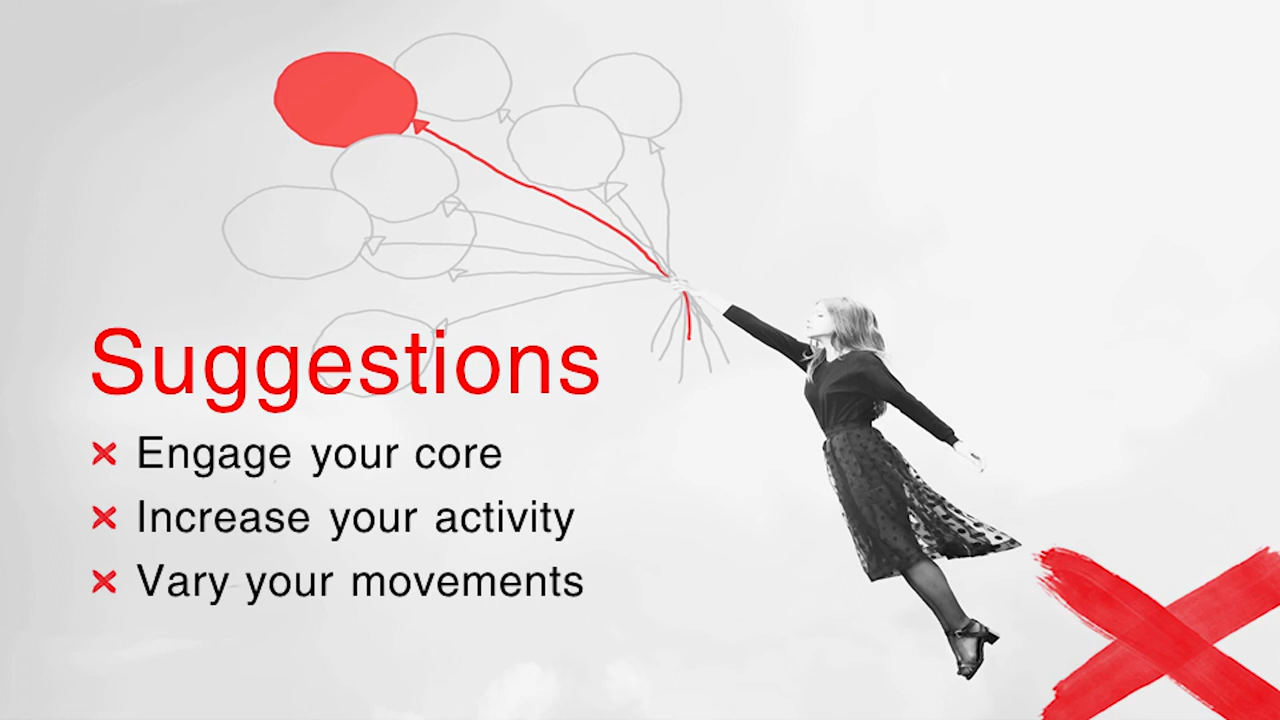 Suggestions
Engage your core
Increase your activity
Vary your movements